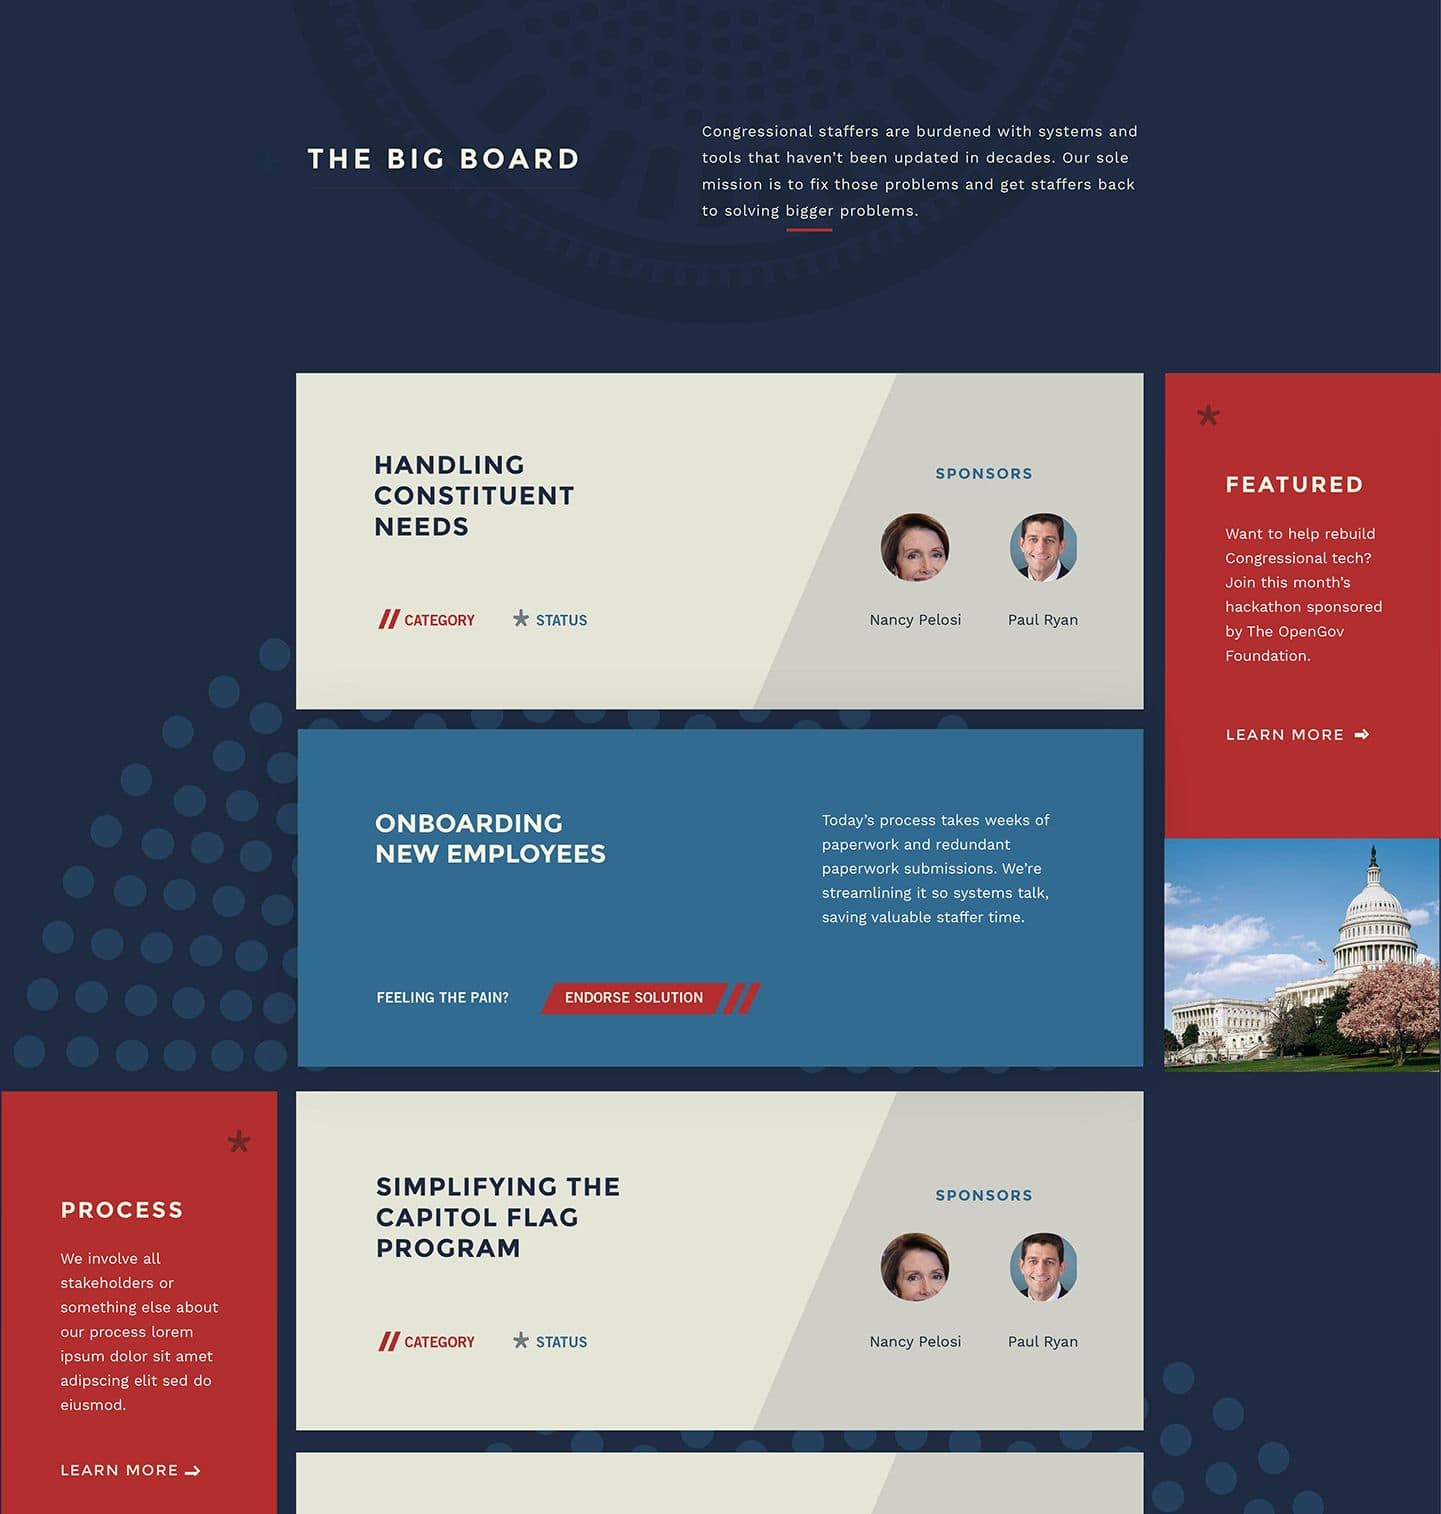 THE BIG BOARD
Congressional staffers are burdened with systems and
tools that haven't been updated in decades. Our sole
mission is to fix those problems and get staffers back
to solving bigger problems.
HANDLING
CONSTITUENT
NEEDS
CATEGORY
STATUS
SPONSORS
Nancy Pelosi
Paul Ryan
FEATURED
Want to help rebuild
Congressional tech?
Join this month's
hackathon sponsored
by The OpenGov
Foundation.
LEARN MORE
ONBOARDING
NEW EMPLOYEES
Today's process takes weeks of
paperwork and redundant
paperwork submissions. We're
streamlining it so systems talk,
saving valuable staffer time.
FEELING THE PAIN?
ENDORSE SOLUTION
PROCESS
We involve all
stakeholders or
something else about
our process lorem
ipsum dolor sit amet
adipscing elit sed do
eiusmod.
LEARN MORE
SIMPLIFYING THE
CAPITOL FLAG
PROGRAM
CATEGORY
STATUS
SPONSORS
Nancy Pelosi
Paul Ryan